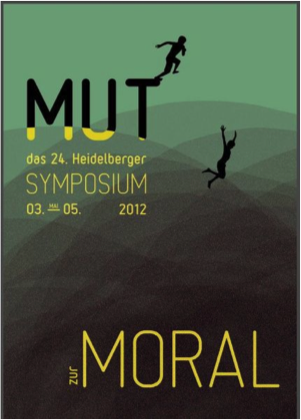 MUT
das 24. Heidelberger
SYMPOSIUM
03. MAI 05. 2012
zur MORAL